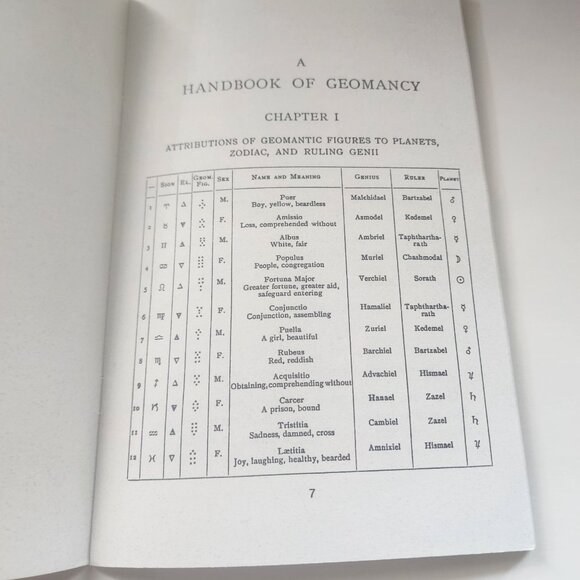 A
HANDBOOK OF GEOMANCY
CHAPTER I
ATTRIBUTIONS OF GEOMANTIC FIGURES TO PLANETS,
ZODIAC, AND RULING GENII
— SIGN EL. GEOM. FIG. SEX NAME AND MEANING GENIUS RULER PLANET
1 ♈ △ M. Puer Malchidael Bartzabel ♂
Boy, yellow, beardless
2 ♉ ▽ F. Amissio Asmodel Kedemel ♀
Loss, comprehended without
3 ♊ △ M. Albus Ambriel Taphthartha- ☿
White, fair rath
4 ♋ ▽ F. Populus Muriel Chashmodai ☽
People, congregation
5 ♌ △ M. Fortuna Major Verchiel Sorath ☉
Greater fortune, greater aid,
safeguard entering
6 ♍ ▽ F. Conjunctio Hamaliel Taphthartha- ☿
Conjunction, assembling rath
7 ♎ △ M. Puella Zuriel Kedemel ♀
A girl, beautiful
8 ♏ ▽ F. Rubeus Barchiel Bartzabel ♂
Red, reddish
9 ♐ △ M. Acquisitio Advachiel Hismael ♃
Obtaining, comprehending without
10 ♑ ▽ F. Carcer Hanael Zazel ♄
A prison, bound
11 ♒ △ M. Tristitia Cambiel Zazel ♄
Sadness, damned, cross
12 ♓ ▽ F. Lætitia Amnixiel Hismael ♃
Joy, laughing, healthy, bearded
7